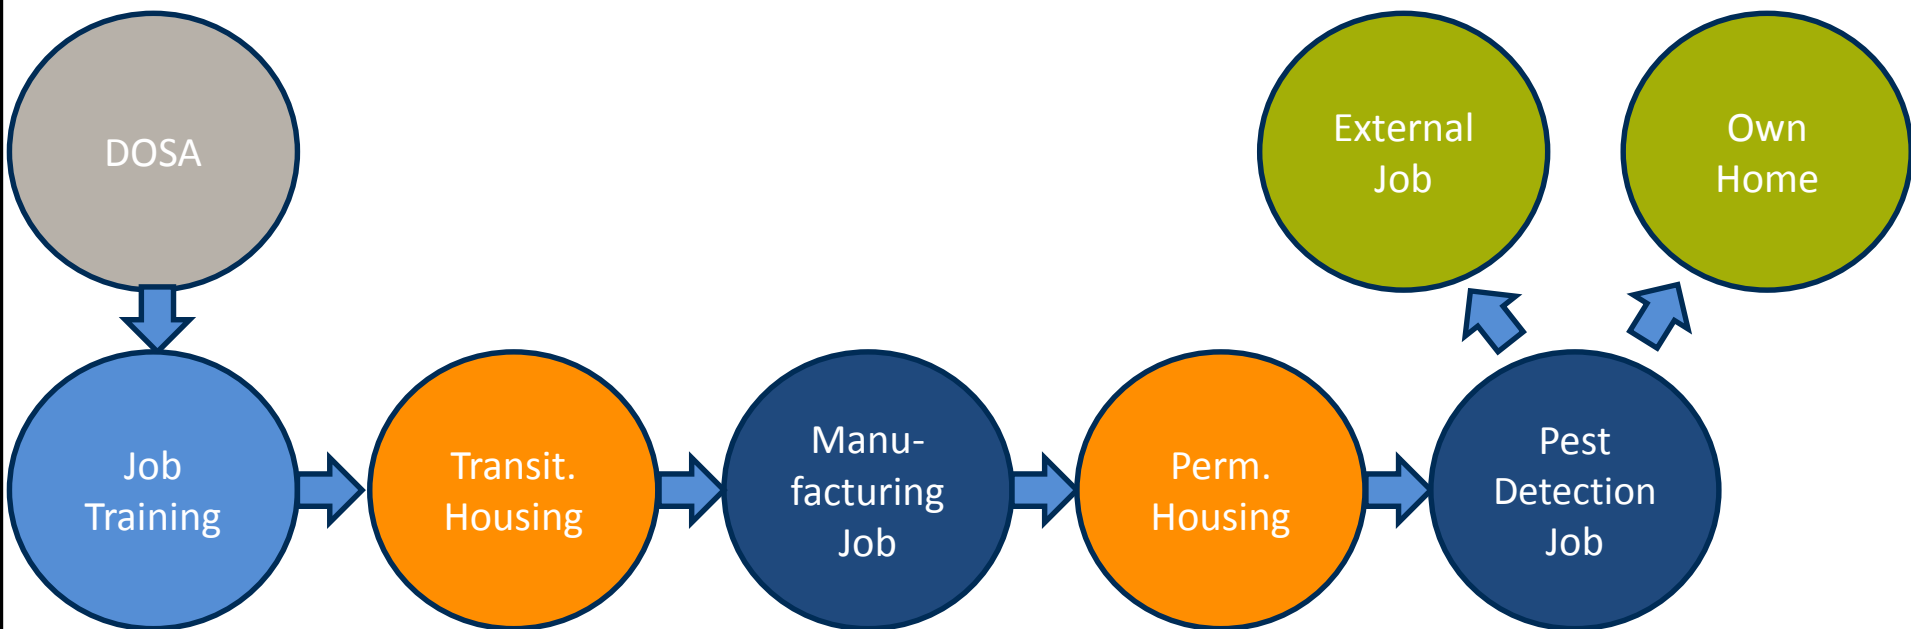 DOSA
External
Job
Own
Home
Job
Training
Transit.
Housing
Manu-
facturing
Job
Perm.
Housing
Pest
Detection
Job